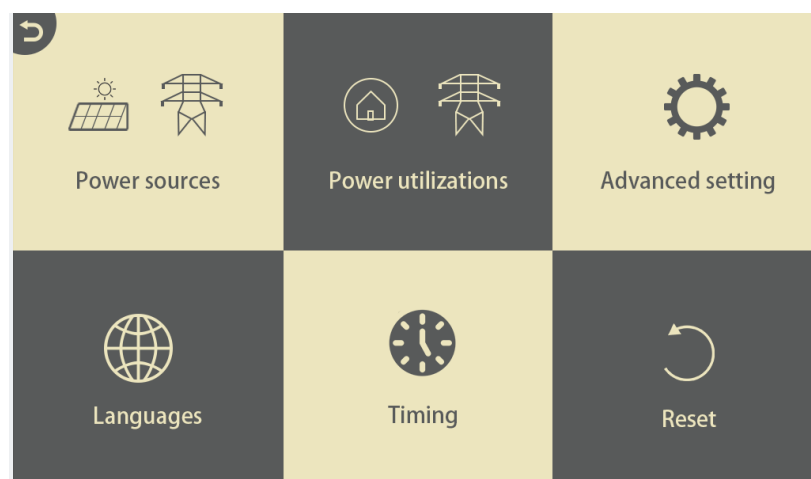 Power sources
Power utilizations
Advanced setting
Languages
Timing
Reset